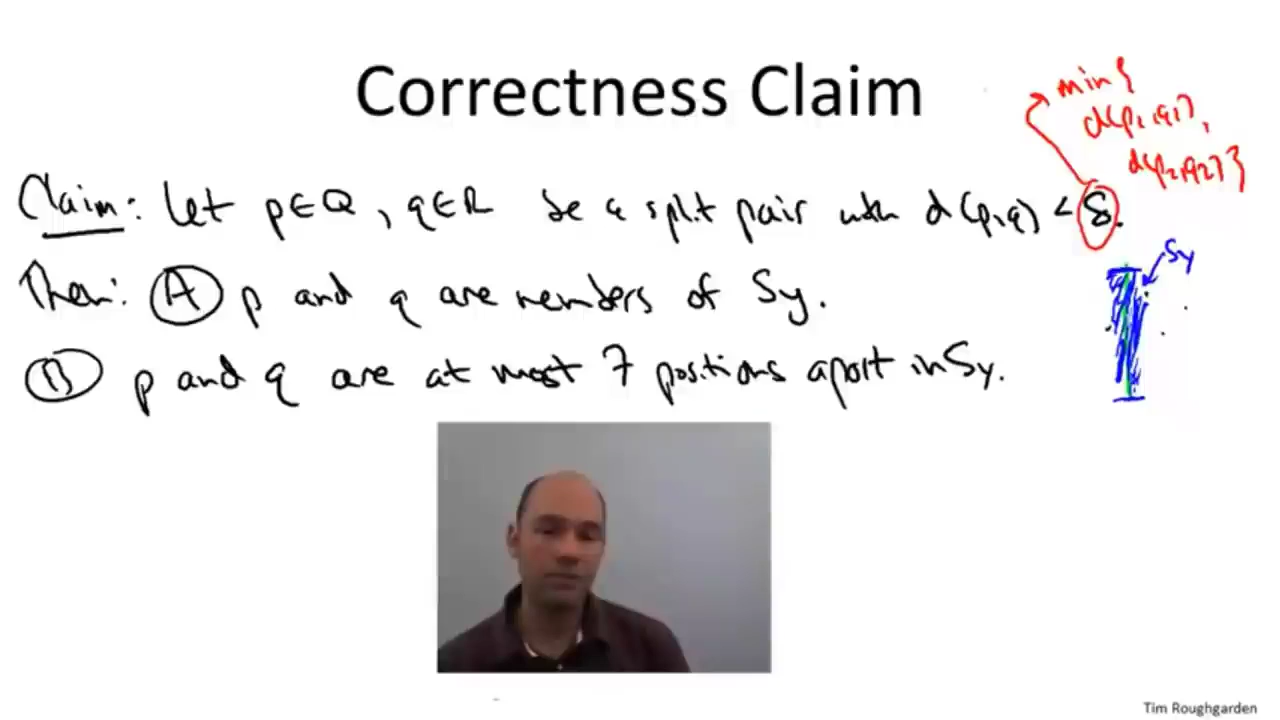 Correctness Claim
min{
d(p1,q1),
d(p2,q2)}
Claim: Let p∈Q, q∈R be a split pair with d(p,q) < δ.
Then: (A) p and q are members of Sy.
(B) p and q are at most 7 positions apart in Sy.
Sy
Tim Roughgarden